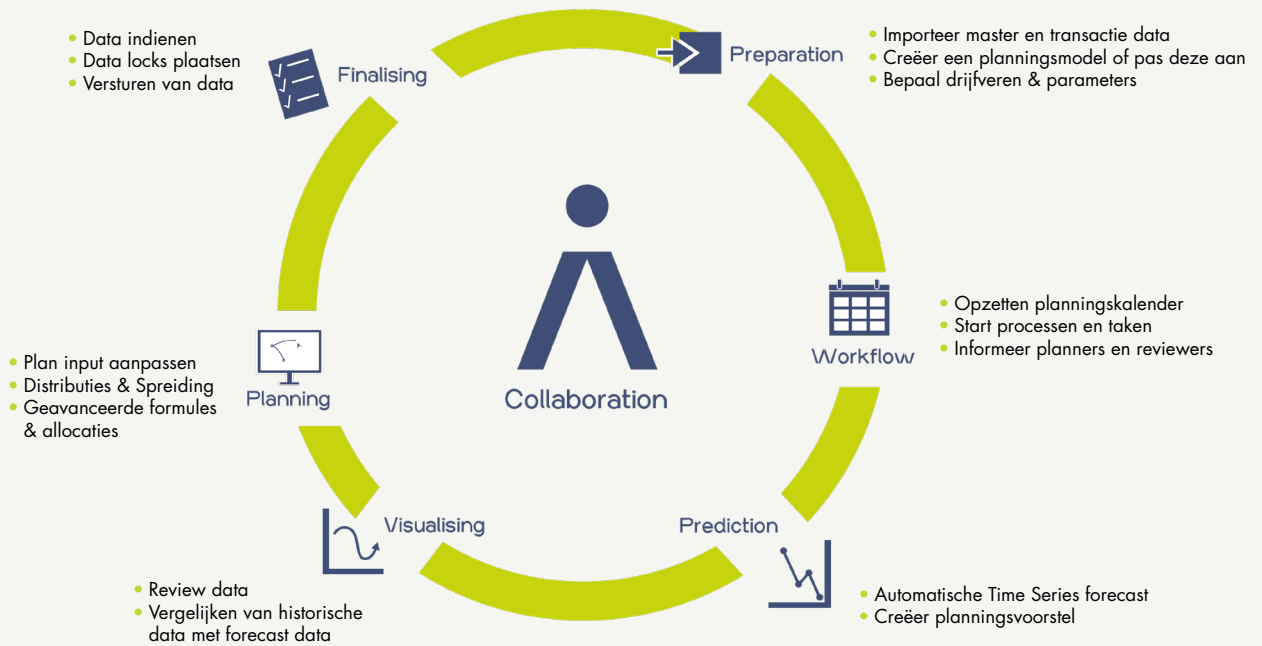 • Data indienen
• Data locks plaatsen
• Versturen van data
Finalising
Preparation
• Importeer master en transactie data
• Creëer een planningsmodel of pas deze aan
• Bepaal drijfveren & parameters
Workflow
• Opzetten planningskalender
• Start processen en taken
• Informeer planners en reviewers
Collaboration
• Plan input aanpassen
• Distributies & Spreiding
• Geavanceerde formules
& allocaties
Planning
Visualising
• Review data
• Vergelijken van historische
data met forecast data
Prediction
• Automatische Time Series forecast
• Creëer planningsvoorstel